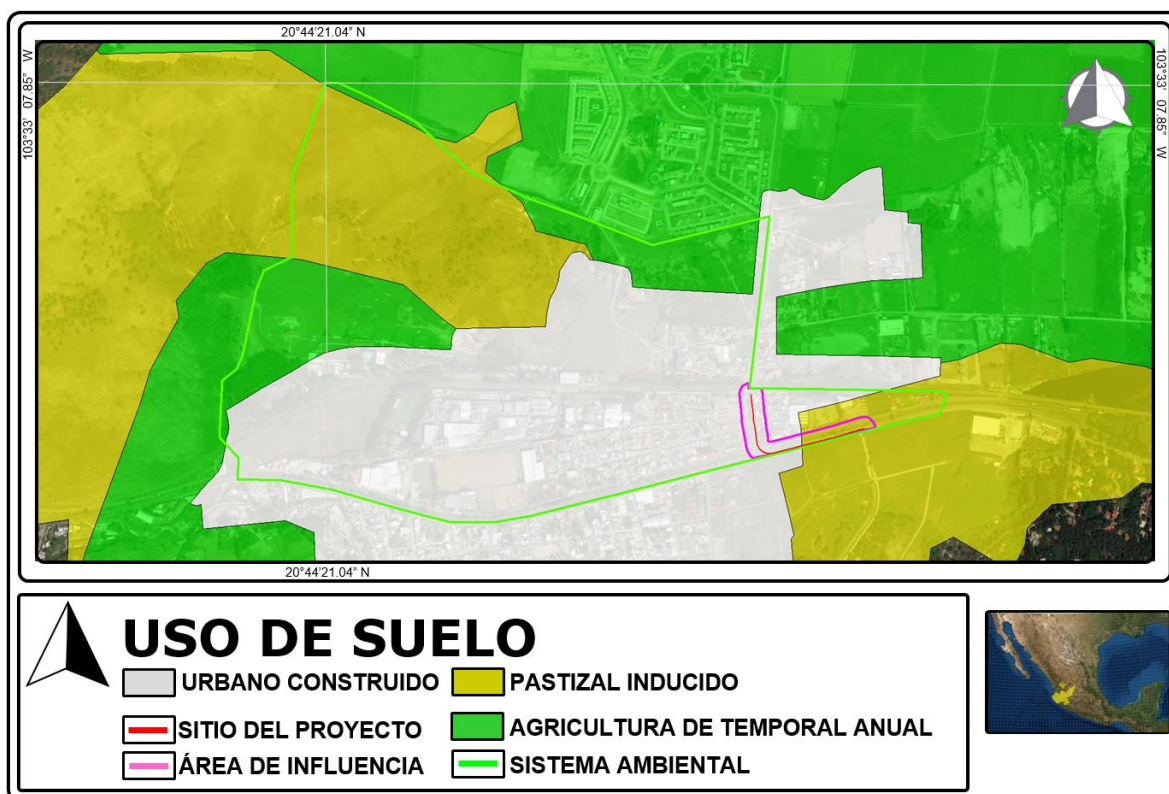 20°44'21.04” N
103°33' 07.85” W
103°33' 07.85” W
20°44'21.04” N
USO DE SUELO
URBANO CONSTRUIDO
PASTIZAL INDUCIDO
SITIO DEL PROYECTO
AGRICULTURA DE TEMPORAL ANUAL
ÁREA DE INFLUENCIA
SISTEMA AMBIENTAL